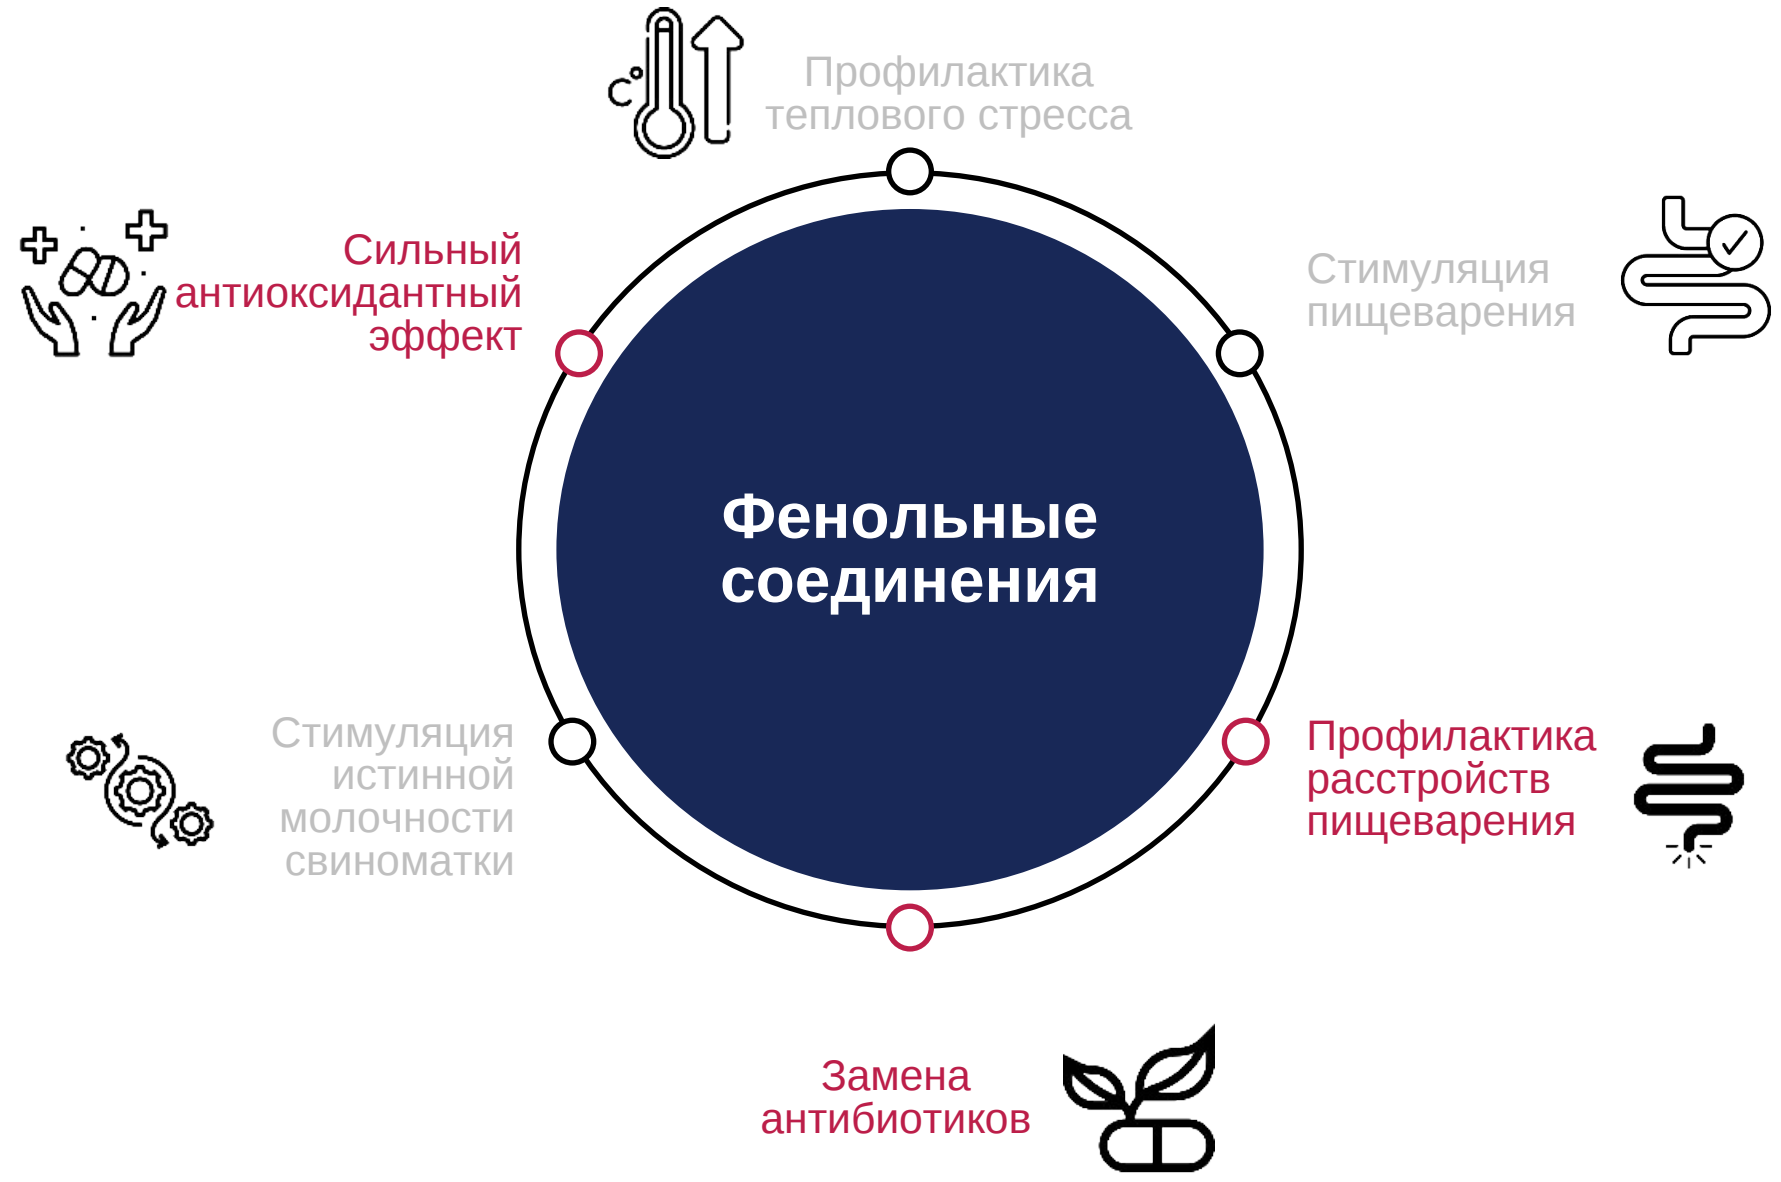 Профилактика
теплового стресса
Сильный
антиоксидантный
эффект
Стимуляция
пищеварения
Фенольные
соединения
Стимуляция
истинной
молочности
свиноматки
Профилактика
расстройств
пищеварения
Замена
антибиотиков
C°